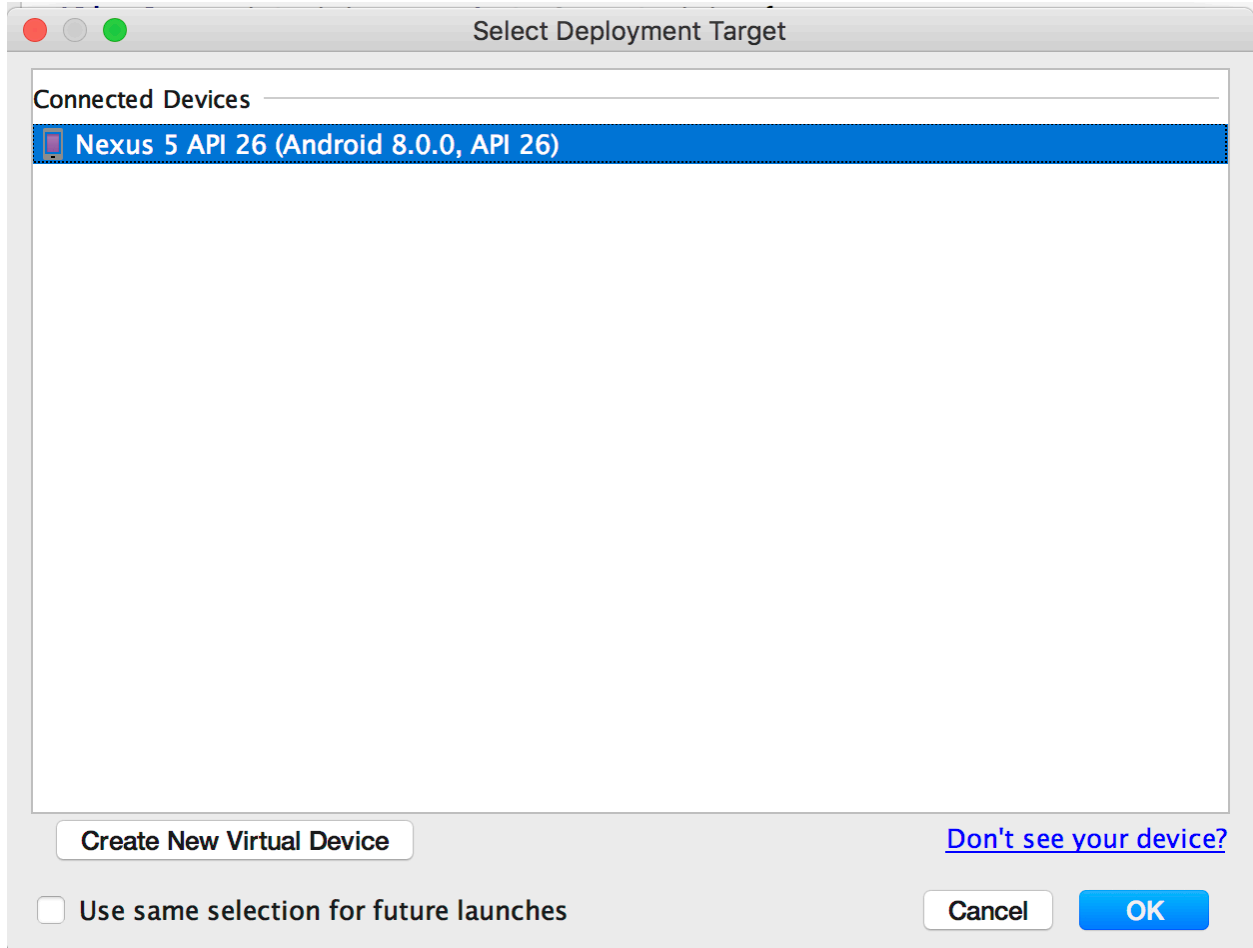 Select Deployment Target
Connected Devices
Nexus 5 API 26 (Android 8.0.0, API 26)
Create New Virtual Device
Don't see your device?
Use same selection for future launches
Cancel
OK